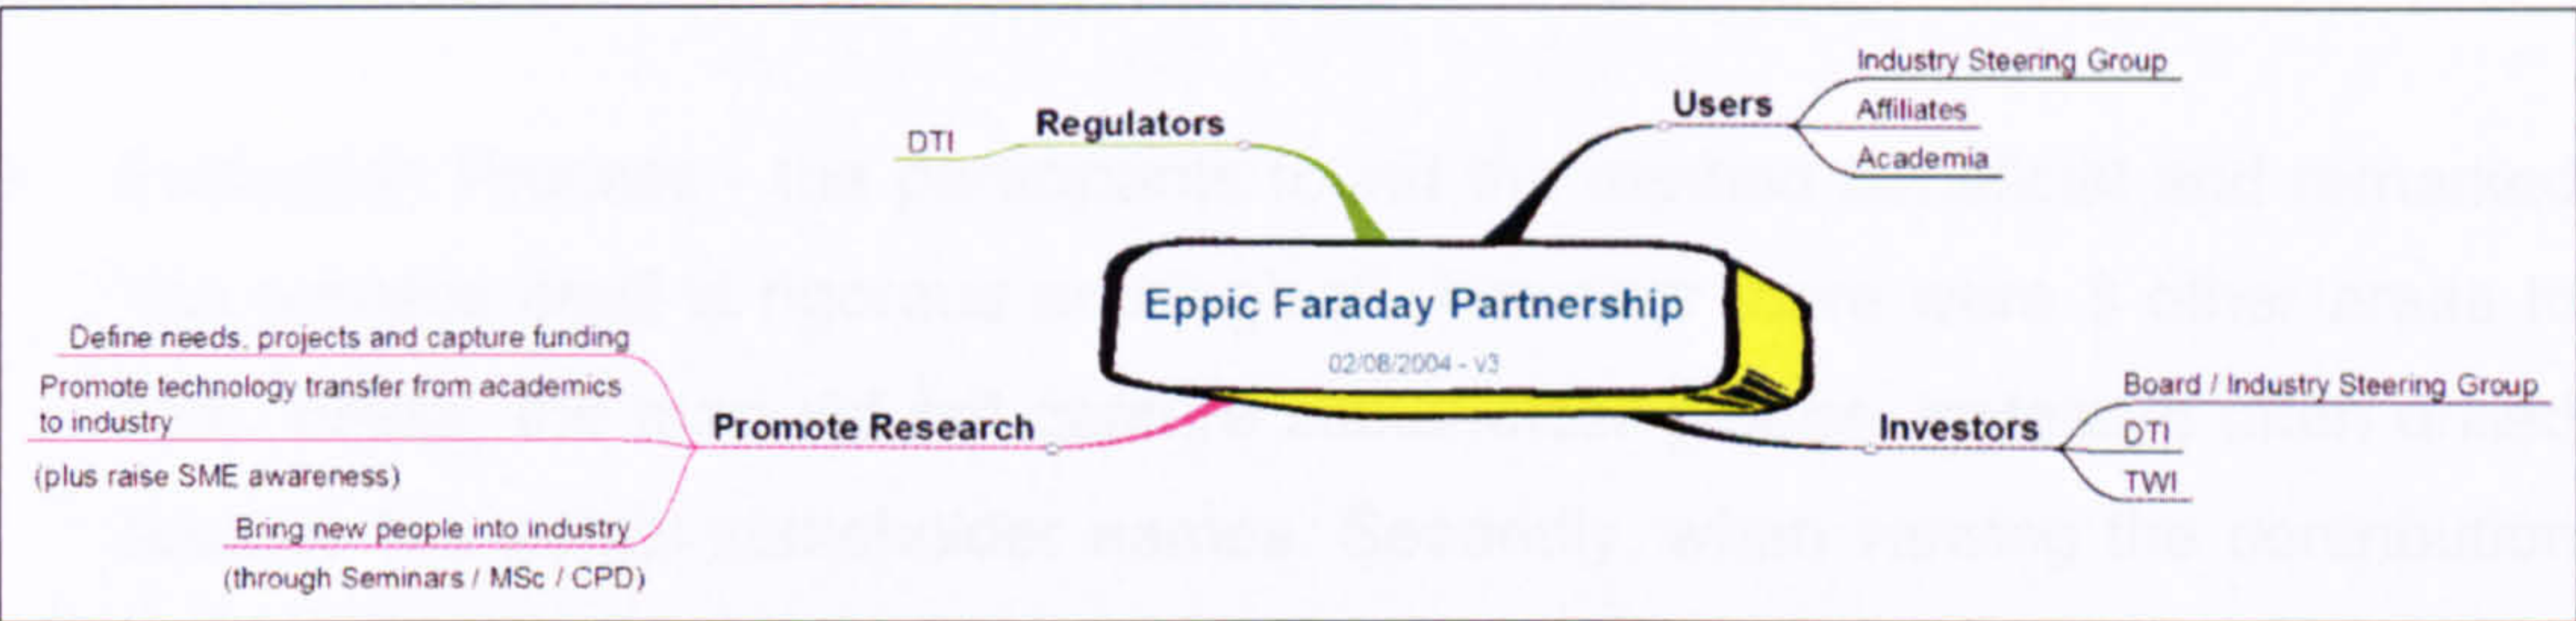 Industry Steering Group
Users
Affiliates
Academia
Regulators
DTI
Eppic Faraday Partnership
02/08/2004 - v3
Define needs, projects and capture funding
Promote technology transfer from academics
to industry
Promote Research
(plus raise SME awareness)
Bring new people into industry
(through Seminars / MSc / CPD)
Board / Industry Steering Group
Investors
DTI
TWI